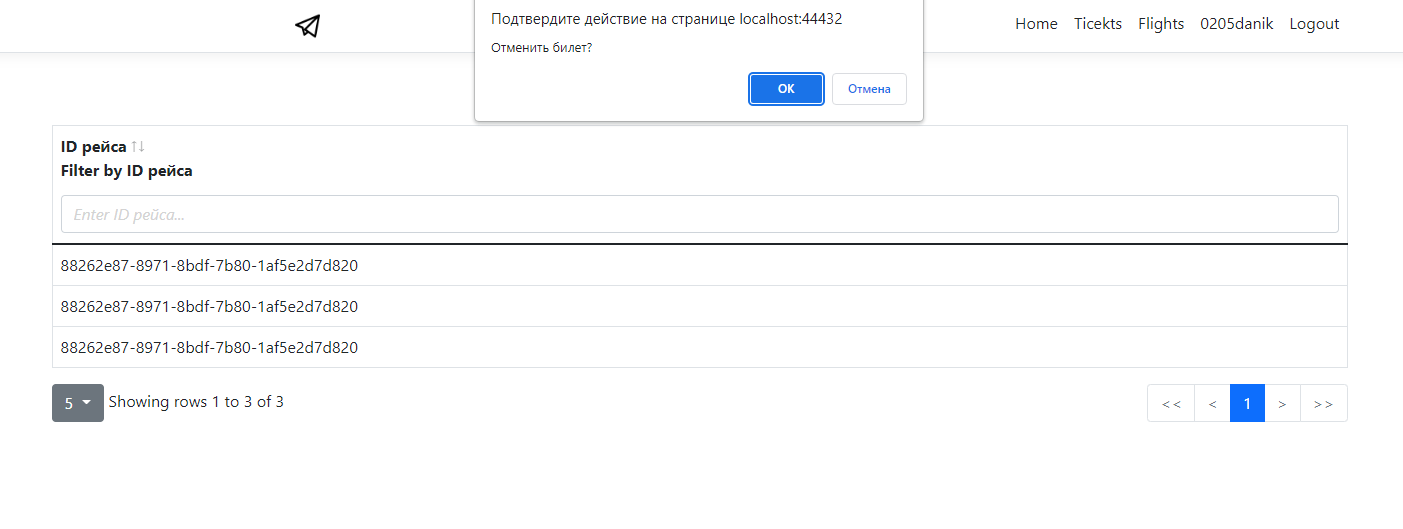 Подтвердите действие на странице localhost:44432
Отменить билет?
ОК
Отмена
Home Ticekts Flights 0205danik Logout
ID рейса ↑↓
Filter by ID рейса
Enter ID рейса...
88262e87-8971-8bdf-7b80-1af5e2d7d820
88262e87-8971-8bdf-7b80-1af5e2d7d820
88262e87-8971-8bdf-7b80-1af5e2d7d820
5 Showing rows 1 to 3 of 3
<< < 1 > >>